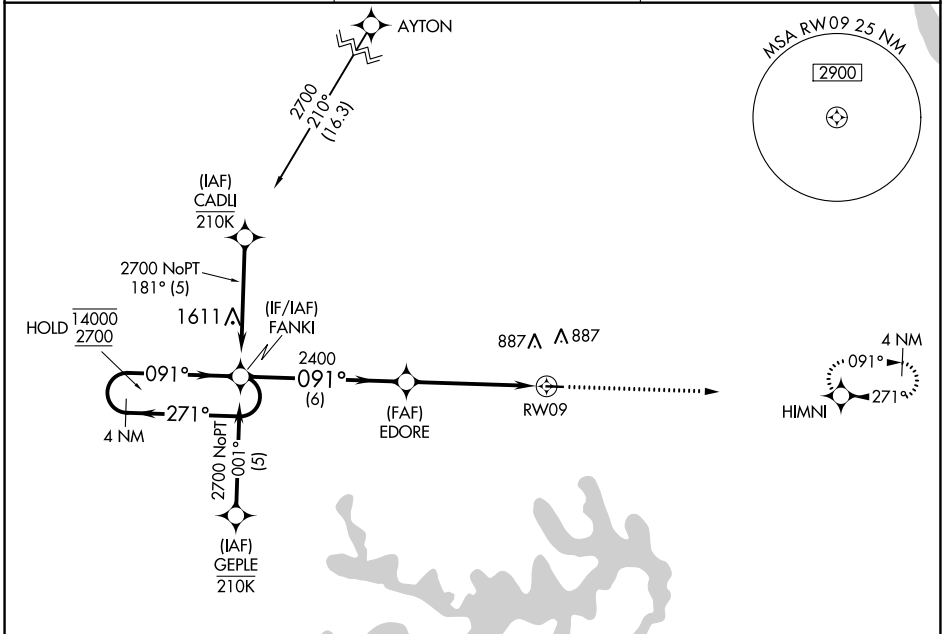 AYTON
MSA RW09 25 NM
2900
2700
210°
(16.3)
(IAF)
CADLI
210K
2700 NoPT
181° (5)
1611
(IF/IAF)
FANKI
HOLD
14000
2700
091°
2400
091°
(6)
271°
4 NM
2700 NoPT
001°
(5)
(IAF)
GEPLE
210K
(FAF)
EDORE
887
887
RW09
4 NM
091°
271°
HIMNI